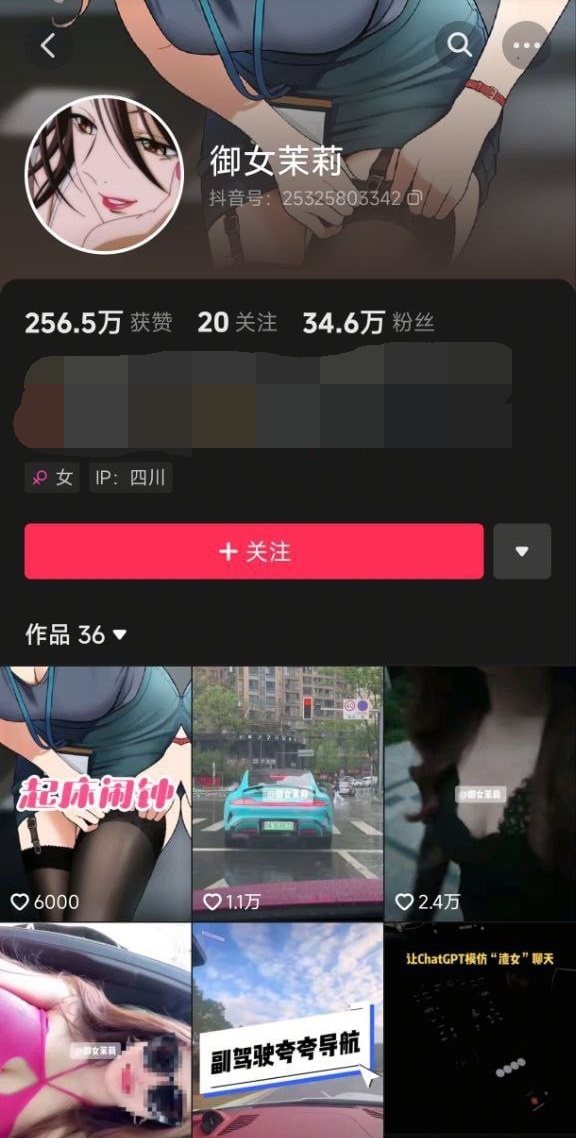 御女茉莉
抖音号：25325803342
256.5万 获赞 20 关注 34.6万 粉丝
女 IP：四川
+ 关注
作品 36
起床闹钟
@御女茉莉
@御女茉莉
6000 1.1万 2.4万
让ChatGPT模仿“渣女”聊天
@御女茉莉
副驾驶夸夸导航